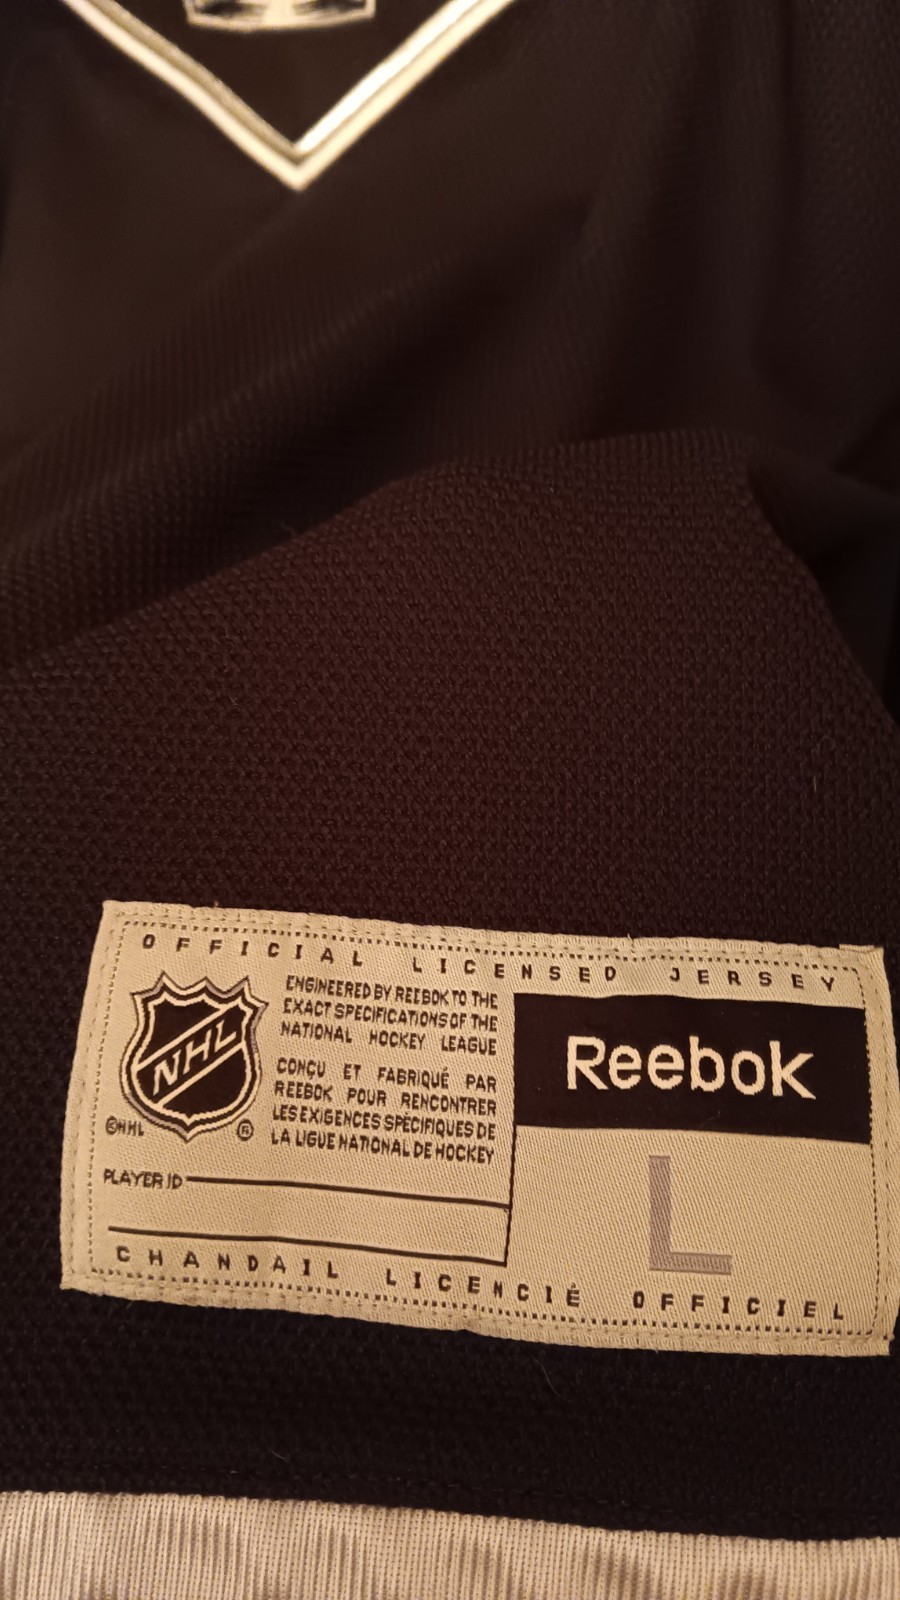 OFFICIAL LICENSED JERSEY
NHL
©NHL ®
ENGINEERED BY REEBOK TO THE
EXACT SPECIFICATIONS OF THE
NATIONAL HOCKEY LEAGUE
CONÇU ET FABRIQUÉ PAR
REEBOK POUR RENCONTRER
LES EXIGENCES SPÉCIFIQUES DE
LA LIGUE NATIONAL DE HOCKEY
Reebok
L
PLAYER ID
CHANDAIL LICENCIÉ OFFICIEL